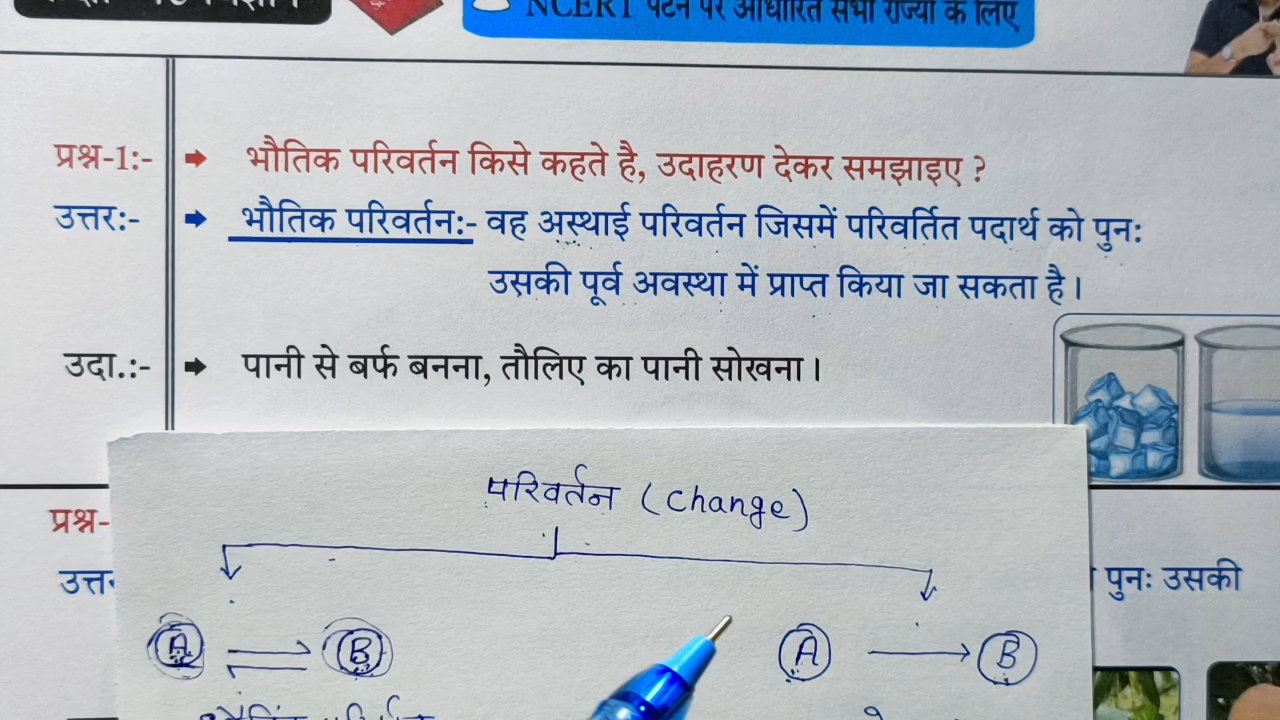 NCERT पैटर्न पर आधारित सभी राज्यों के लिए
प्रश्न-1:- ➡ भौतिक परिवर्तन किसे कहते है, उदाहरण देकर समझाइए ?
उत्तर:- ➡ भौतिक परिवर्तन:- वह अस्थाई परिवर्तन जिसमें परिवर्तित पदार्थ को पुन:
उसकी पूर्व अवस्था में प्राप्त किया जा सकता है।
उदा.:- ➡ पानी से बर्फ बनना, तौलिए का पानी सोखना।
परिवर्तन (Change)
प्रश्न-
उत्त
पुनः उसकी
A ⇌ B
A → B